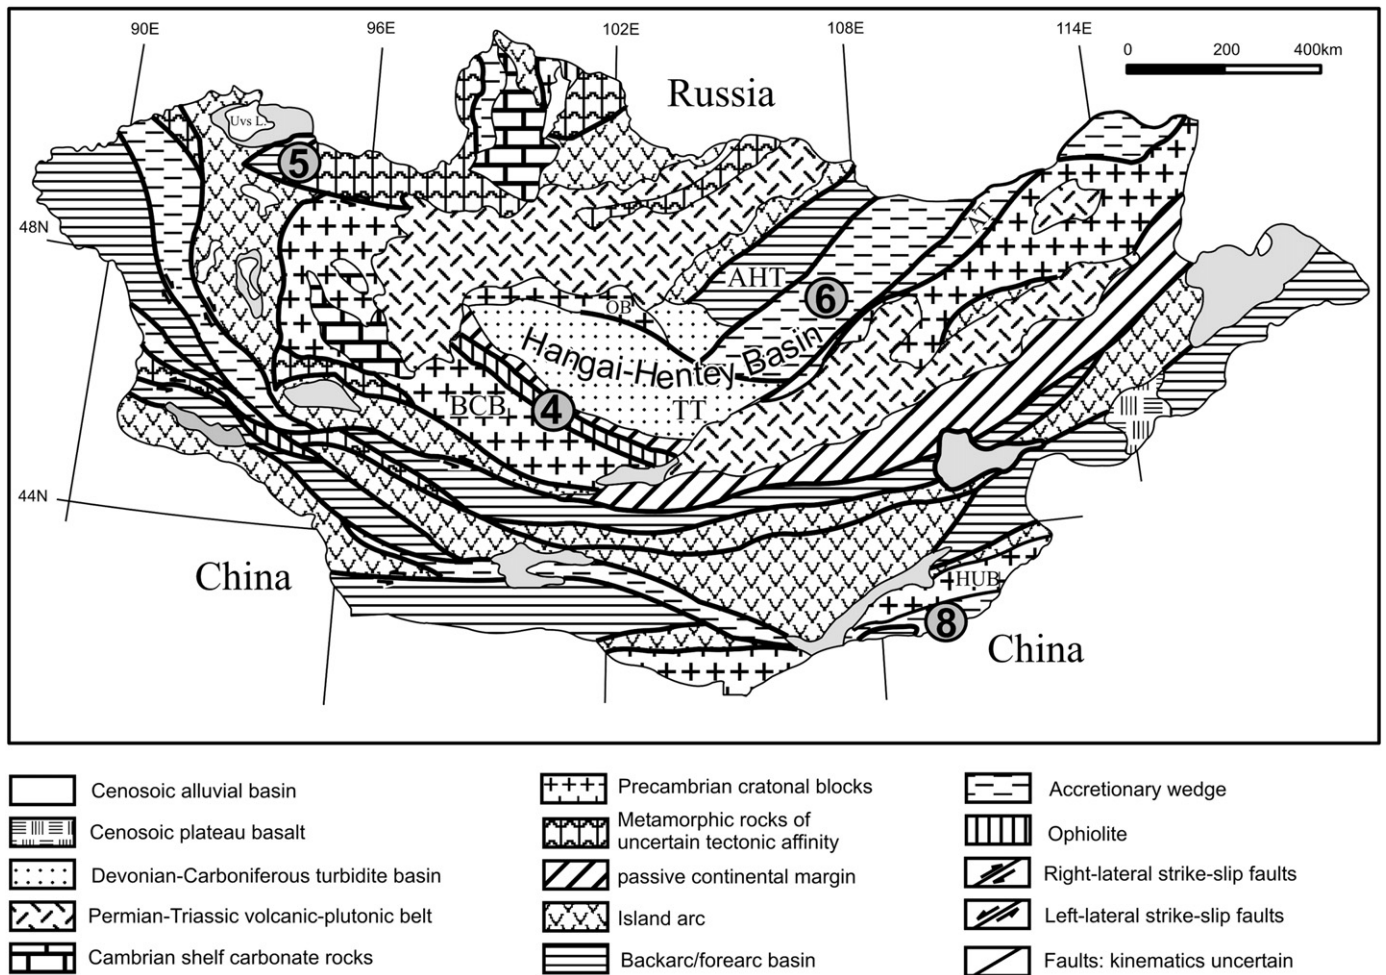 90E
96E
102E
108E
114E
0 200 400km
Russia
Uvs L.
5
48N
AT
AHT
6
OB
Hangai-Hentey Basin
BCB
4
TT
44N
China
HUB
8
China
Cenosoic alluvial basin
Cenosoic plateau basalt
Devonian-Carboniferous turbidite basin
Permian-Triassic volcanic-plutonic belt
Cambrian shelf carbonate rocks
Precambrian cratonal blocks
Metamorphic rocks of
uncertain tectonic affinity
passive continental margin
Island arc
Backarc/forearc basin
Accretionary wedge
Ophiolite
Right-lateral strike-slip faults
Left-lateral strike-slip faults
Faults: kinematics uncertain